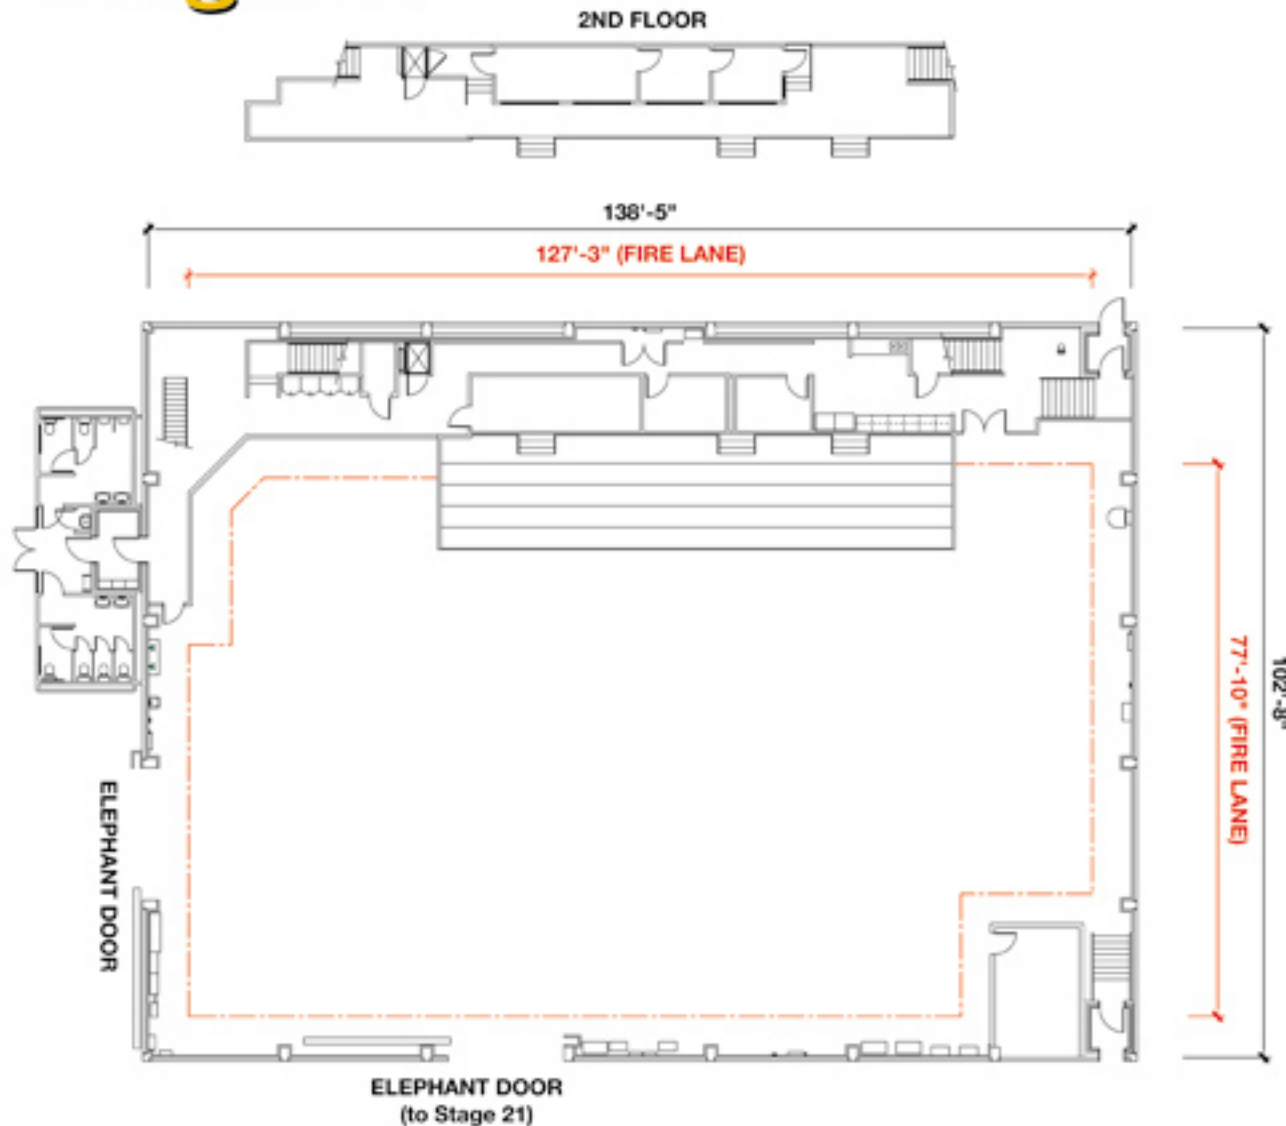 2ND FLOOR
138'-5"
127'-3" (FIRE LANE)
77'-10" (FIRE LANE)
102'-8"
ELEPHANT DOOR
ELEPHANT DOOR
(to Stage 21)